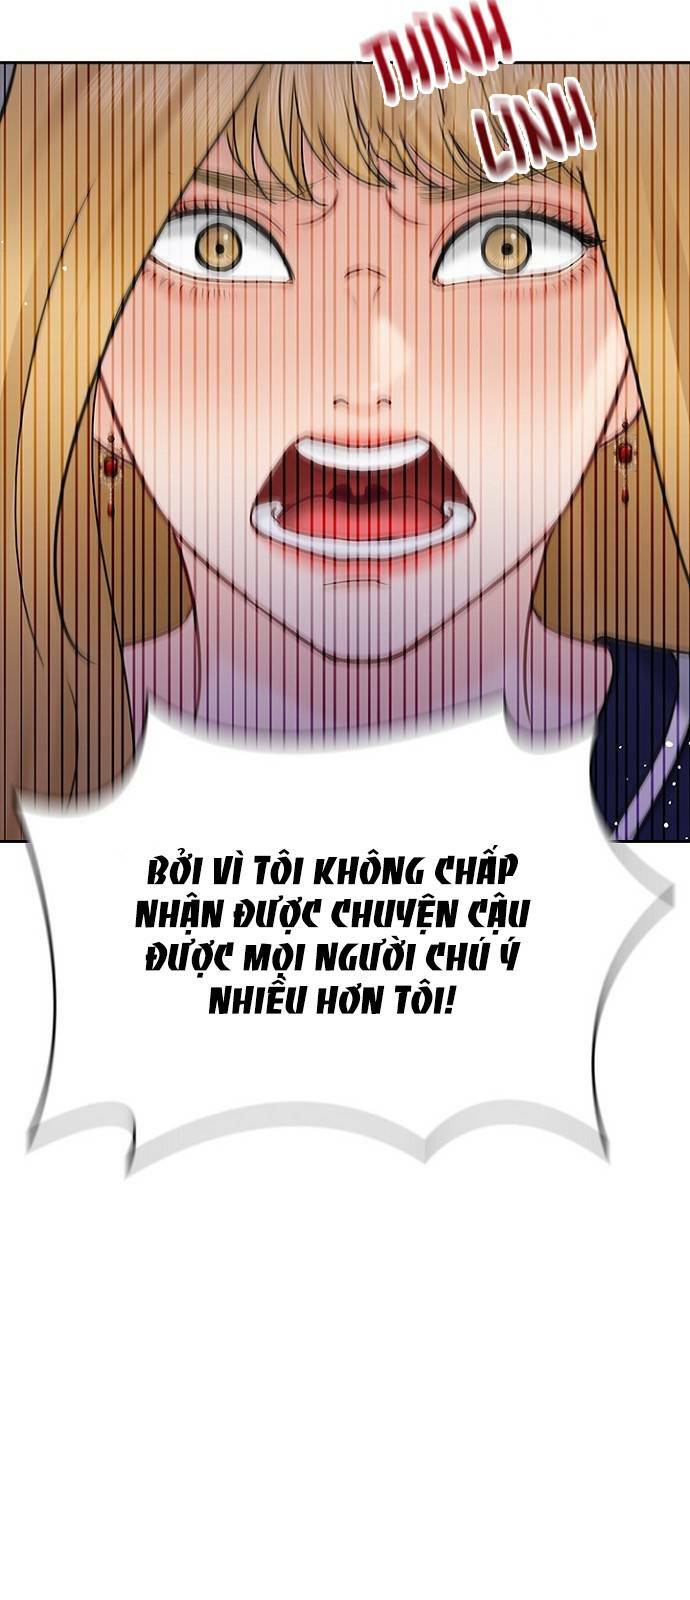 THÌNH
LÌNH
BỞI VÌ TÔI KHÔNG CHẤP
NHẬN ĐƯỢC CHUYỆN CẬU
ĐƯỢC MỌI NGƯỜI CHÚ Ý
NHIỀU HƠN TÔI!